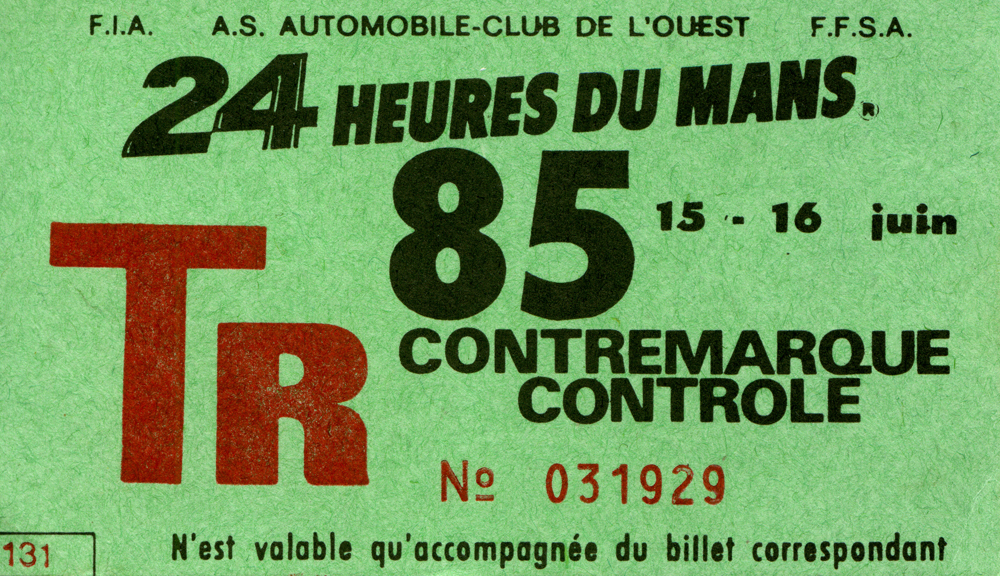 F.I.A. A.S. AUTOMOBILE-CLUB DE L'OUEST F.F.S.A.
24 HEURES DU MANS ®
85 15 - 16 juin
TR
CONTREMARQUE
CONTROLE
Nº 031929
131
N'est valable qu'accompagnée du billet correspondant